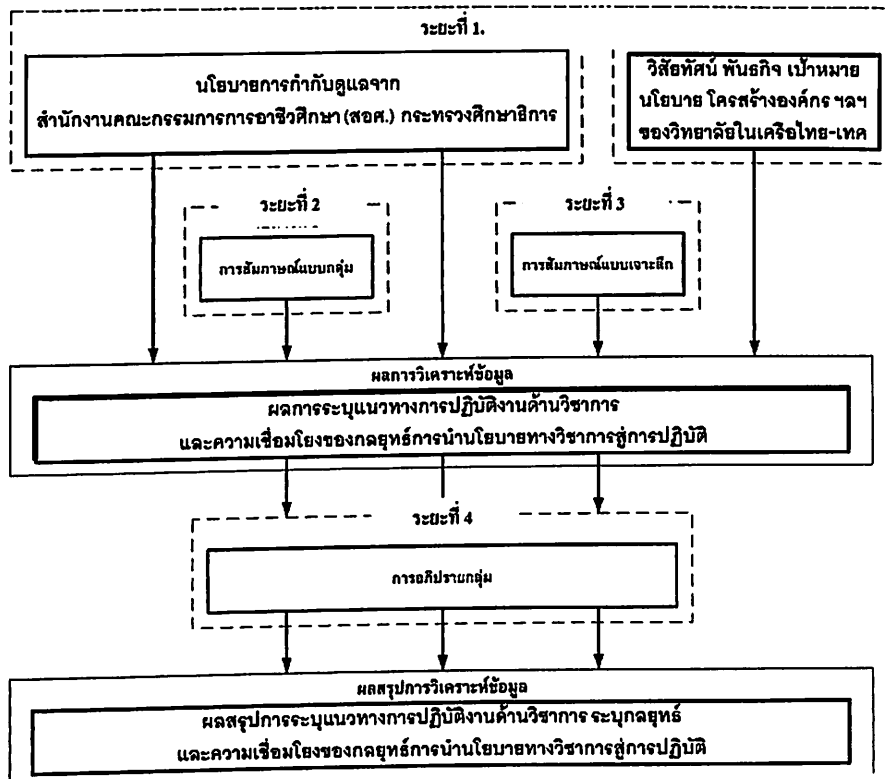 ระยะที่ 1.
นโยบายการกำกับดูแลจาก
สำนักงานคณะกรรมการการอาชีวศึกษา (สอศ.) กระทรวงศึกษาธิการ
วิสัยทัศน์ พันธกิจ เป้าหมาย
นโยบาย โครสร้างองค์กร ฯลฯ
ของวิทยาลัยในเครือไทย-เทค
ระยะที่ 2
การสัมภาษณ์แบบกลุ่ม
ระยะที่ 3
การสัมภาษณ์แบบเจาะลึก
ผลการวิเคราะห์ข้อมูล
ผลการระบุแนวทางการปฏิบัติงานด้านวิชาการ
และความเชื่อมโยงของกลยุทธ์การนำนโยบายทางวิชาการสู่การปฏิบัติ
ระยะที่ 4
การอภิปรายกลุ่ม
ผลสรุปการวิเคราะห์ข้อมูล
ผลสรุปการระบุแนวทางการปฏิบัติงานด้านวิชาการ ระบุกลยุทธ์
และความเชื่อมโยงของกลยุทธ์การนำนโยบายทางวิชาการสู่การปฏิบัติ